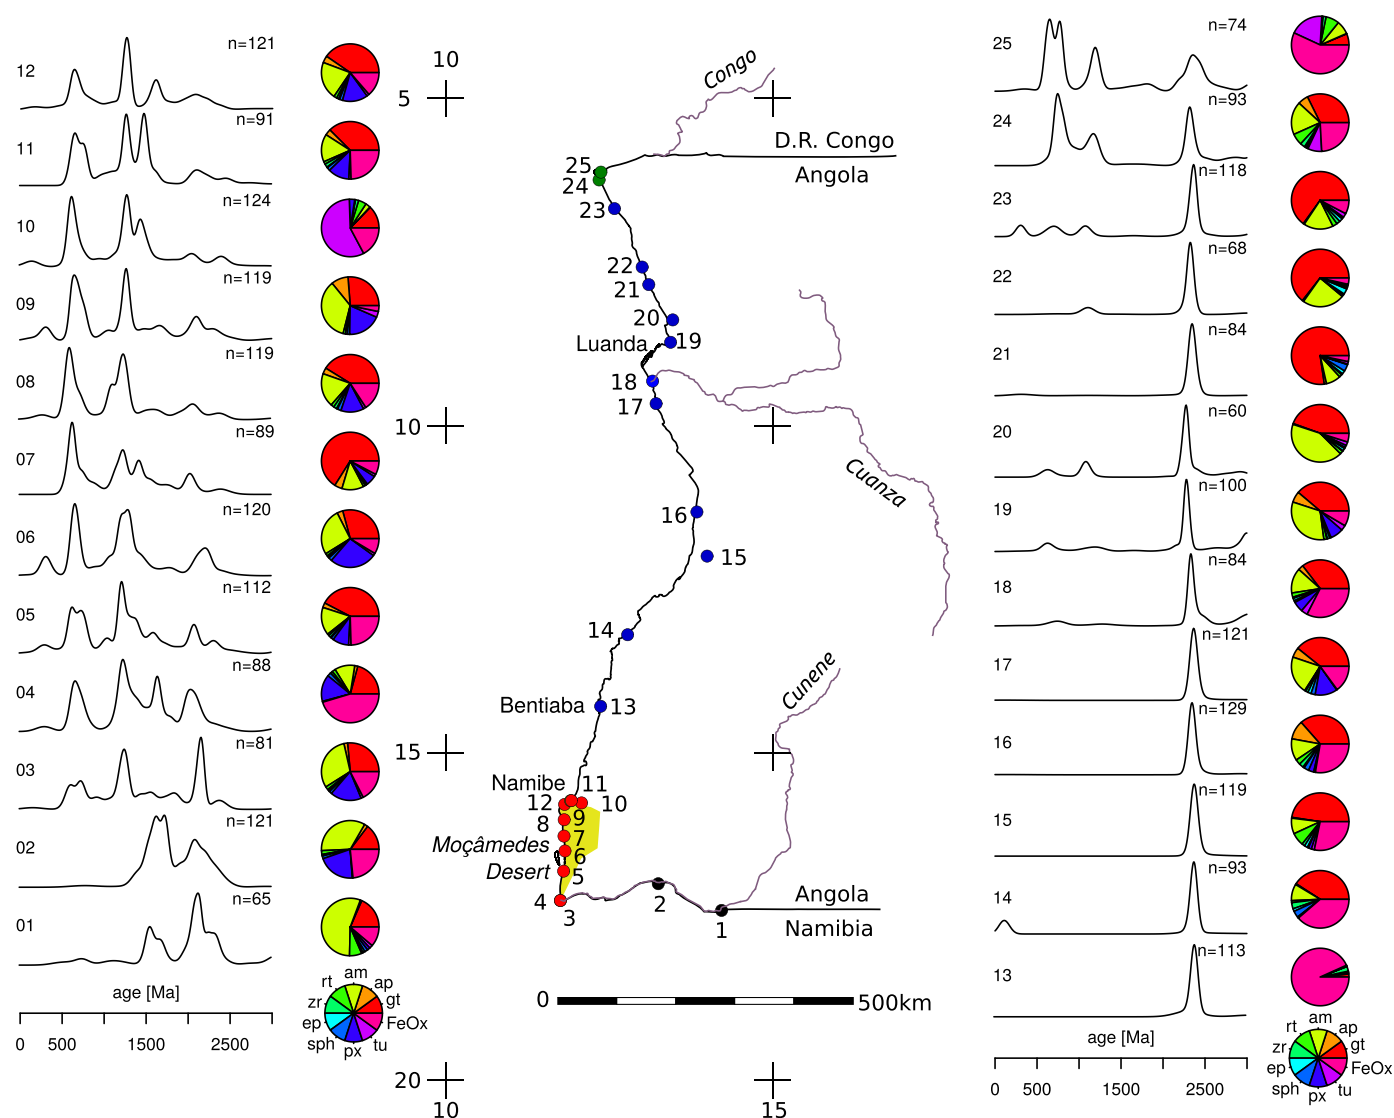 12
n=121
11
n=91
10
n=124
09
n=119
08
n=119
07
n=89
06
n=120
05
n=112
04
n=88
03
n=81
02
n=121
01
n=65
age [Ma]
0 500 1500 2500
am
rt ap
zr gt
ep FeOx
sph tu
px
10
5
Congo
D.R. Congo
Angola
25
24
23
22
21
20
Luanda 19
18
17
10
Cuanza
16
15
14
Cunene
Bentiaba 13
15
Namibe 11
12 10
8 9
7
Moçâmedes 6
Desert 5
4 3
2
1
Angola
Namibia
0 500km
20
10 15
25
n=74
24
n=93
23
n=118
22
n=68
21
n=84
20
n=60
19
n=100
18
n=84
17
n=121
16
n=129
15
n=119
14
n=93
13
n=113
age [Ma]
0 500 1500 2500
am
rt ap
zr gt
ep FeOx
sph tu
px